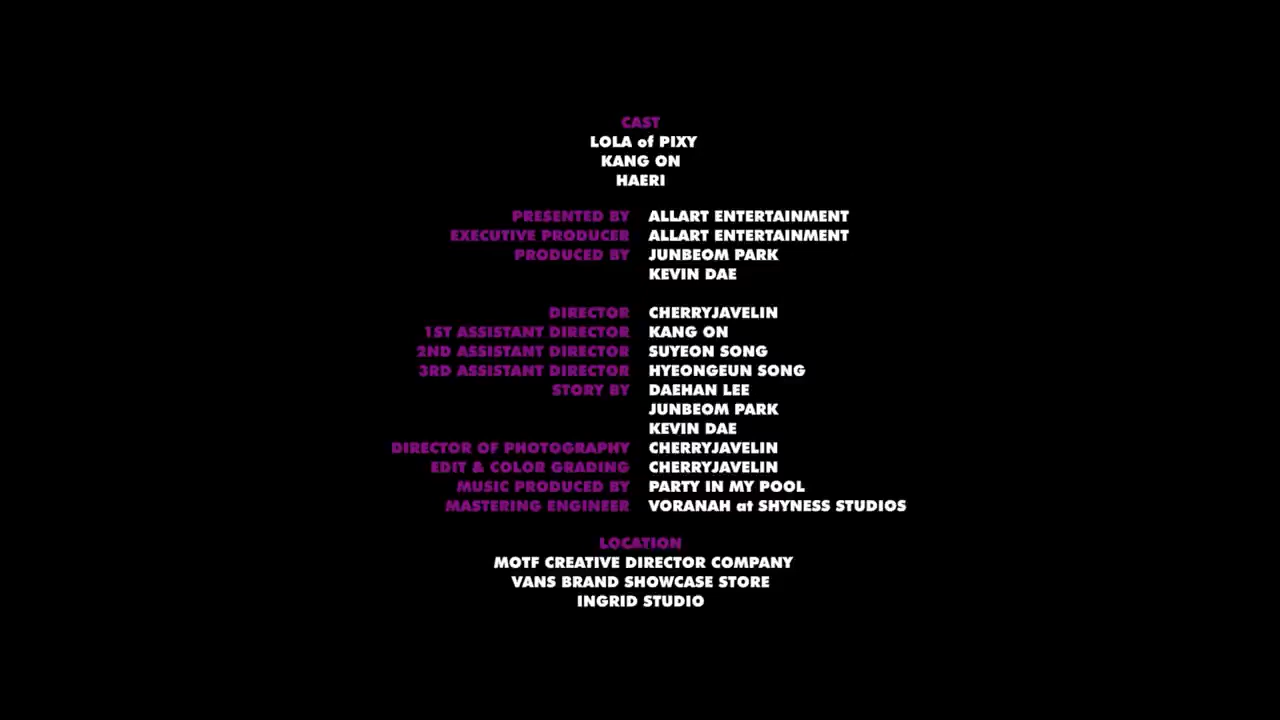 CAST
LOLA of PIXY
KANG ON
HAERI
PRESENTED BY ALLART ENTERTAINMENT
EXECUTIVE PRODUCER ALLART ENTERTAINMENT
PRODUCED BY JUNBEOM PARK
KEVIN DAE
DIRECTOR CHERRYJAVELIN
1ST ASSISTANT DIRECTOR KANG ON
2ND ASSISTANT DIRECTOR SUYEON SONG
3RD ASSISTANT DIRECTOR HYEONGEUN SONG
STORY BY DAEHAN LEE
JUNBEOM PARK
KEVIN DAE
DIRECTOR OF PHOTOGRAPHY CHERRYJAVELIN
EDIT & COLOR GRADING CHERRYJAVELIN
MUSIC PRODUCED BY PARTY IN MY POOL
MASTERING ENGINEER VORANAH at SHYNESS STUDIOS
LOCATION
MOTF CREATIVE DIRECTOR COMPANY
VANS BRAND SHOWCASE STORE
INGRID STUDIO